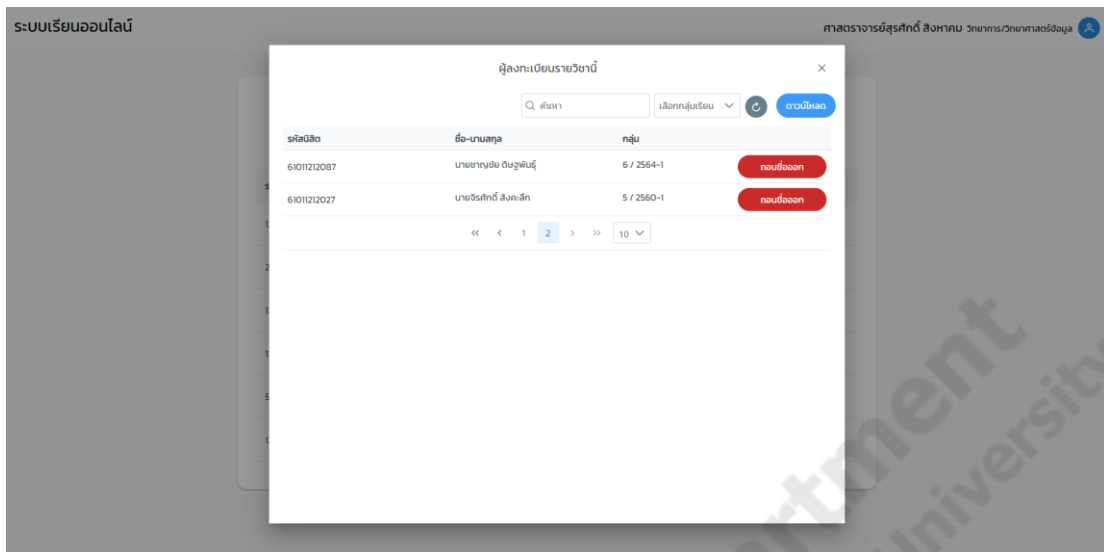 ระบบเรียนออนไลน์
ศาสตราจารย์สุรศักดิ์ สิงหาคม วิทยาการ/วิทยาศาสตร์ข้อมูล
ผู้ลงทะเบียนรายวิชานี้ ×
ค้นหา เลือกกลุ่มเรียน ดาวน์โหลด
รหัสนิสิต ชื่อ-นามสกุล กลุ่ม
61011212087 นายชาญชัย ดิษฐพันธุ์ 6 / 2564-1 ถอนชื่อออก
61011212027 นายจิรศักดิ์ สังคะลึก 5 / 2560-1 ถอนชื่อออก
« ‹ 1 2 › » 10